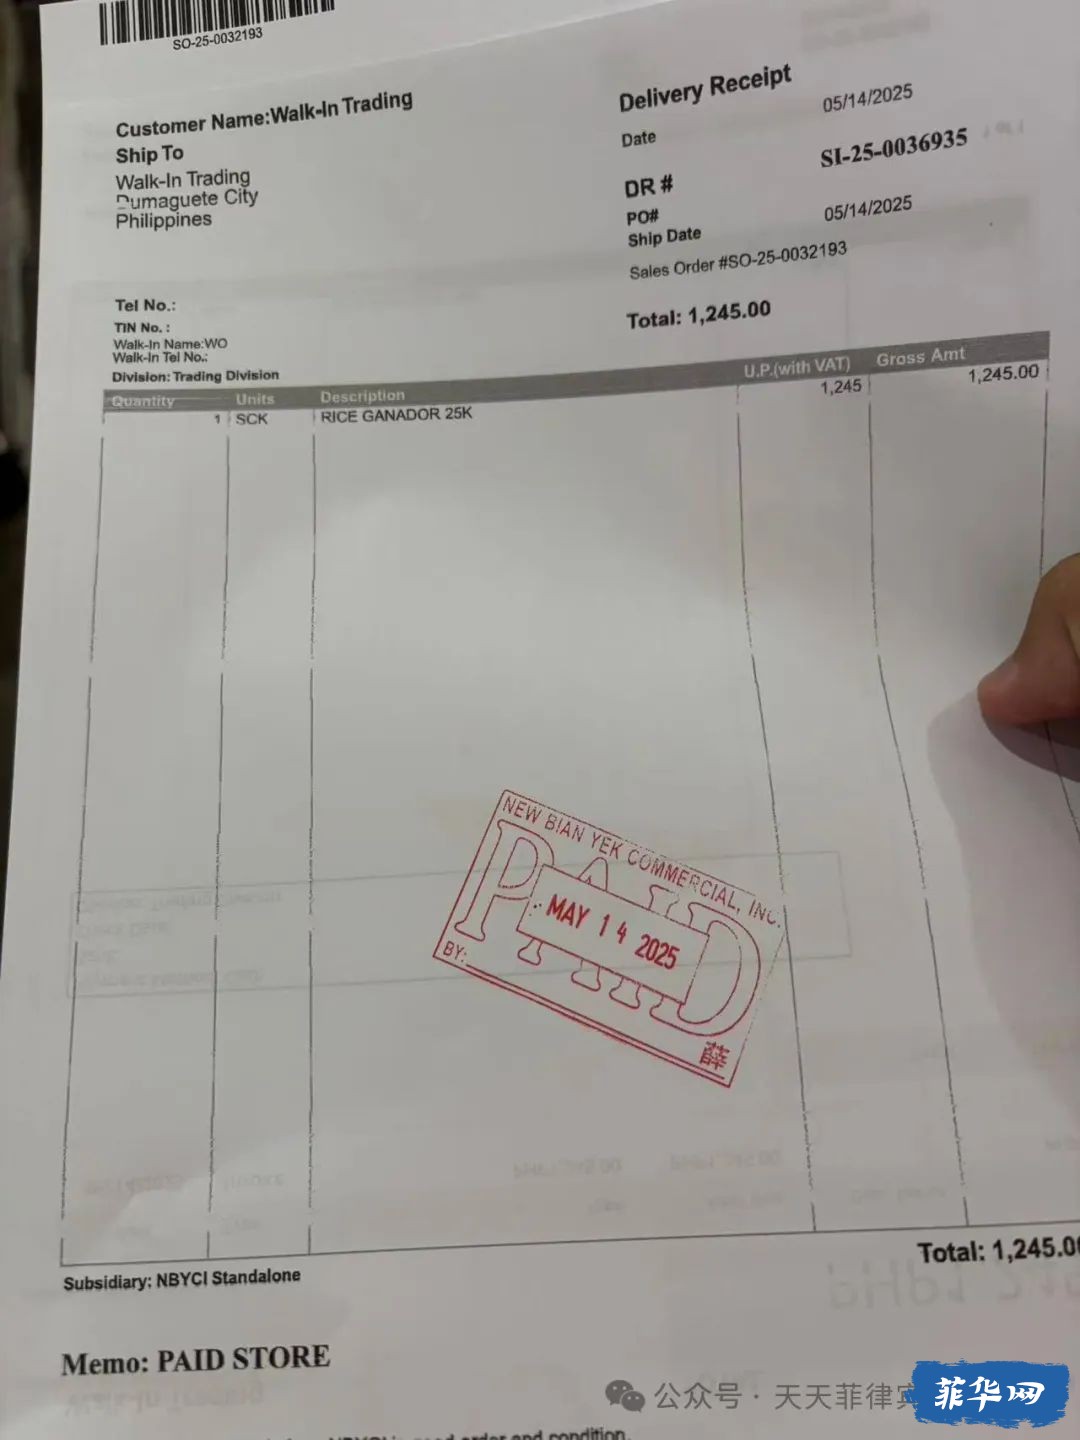 SO-25-0032193
Customer Name:Walk-In Trading
Ship To
Walk-In Trading
Dumaguete City
Philippines
Delivery Receipt
Date 05/14/2025
DR # SI-25-0036935
PO#
Ship Date 05/14/2025
Sales Order #SO-25-0032193
Total: 1,245.00
Tel No.:
TIN No. :
Walk-In Name:WO
Walk-In Tel No.:
Division: Trading Division
Quantity Units Description U.P.(with VAT) Gross Amt
1 SCK RICE GANADOR 25K 1,245 1,245.00
NEW BIAN YEK COMMERCIAL, INC.
PAID
MAY 14 2025
BY:
薛
Total: 1,245.00
Subsidiary: NBYCI Standalone
Memo: PAID STORE
公众号 · 天天菲律宾
菲华网
order and condition.